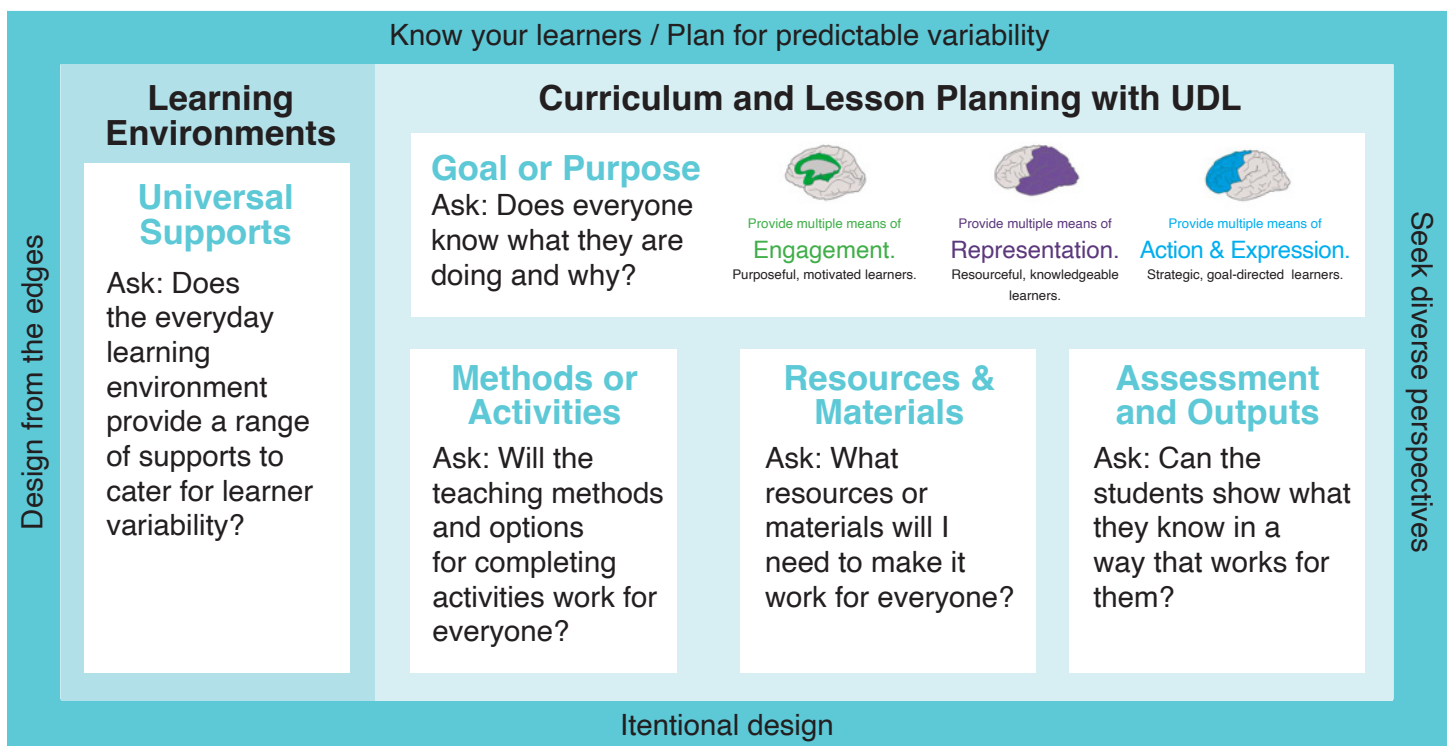 Know your learners / Plan for predictable variability
Design from the edges
Learning
Environments
Universal
Supports
Ask: Does
the everyday
learning
environment
provide a range
of supports to
cater for learner
variability?
Curriculum and Lesson Planning with UDL
Goal or Purpose
Ask: Does everyone
know what they are
doing and why?
Provide multiple means of
Engagement.
Purposeful, motivated learners.
Provide multiple means of
Representation.
Resourceful, knowledgeable
learners.
Provide multiple means of
Action & Expression.
Strategic, goal-directed learners.
Methods or
Activities
Ask: Will the
teaching methods
and options
for completing
activities work for
everyone?
Resources &
Materials
Ask: What
resources or
materials will I
need to make it
work for everyone?
Assessment
and Outputs
Ask: Can the
students show what
they know in a
way that works for
them?
Seek diverse perspectives
Itentional design